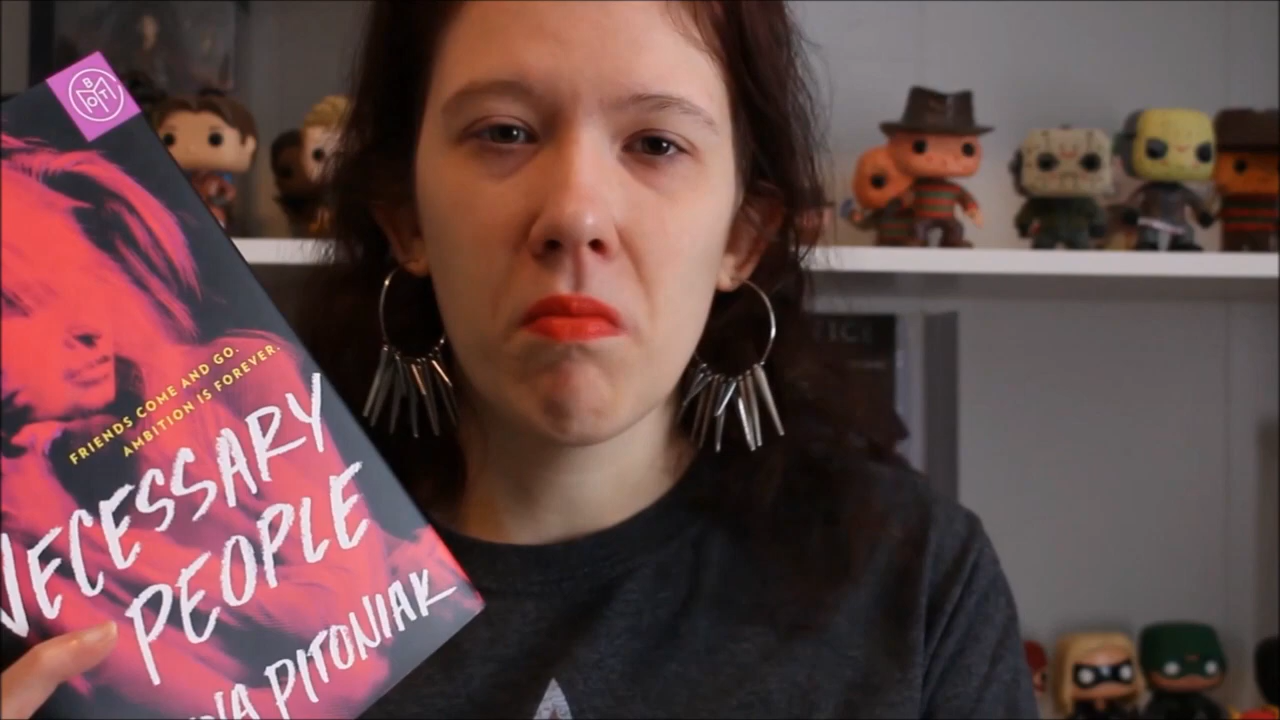 BOTM
FRIENDS COME AND GO.
AMBITION IS FOREVER.
NECESSARY
PEOPLE
PITONIAK